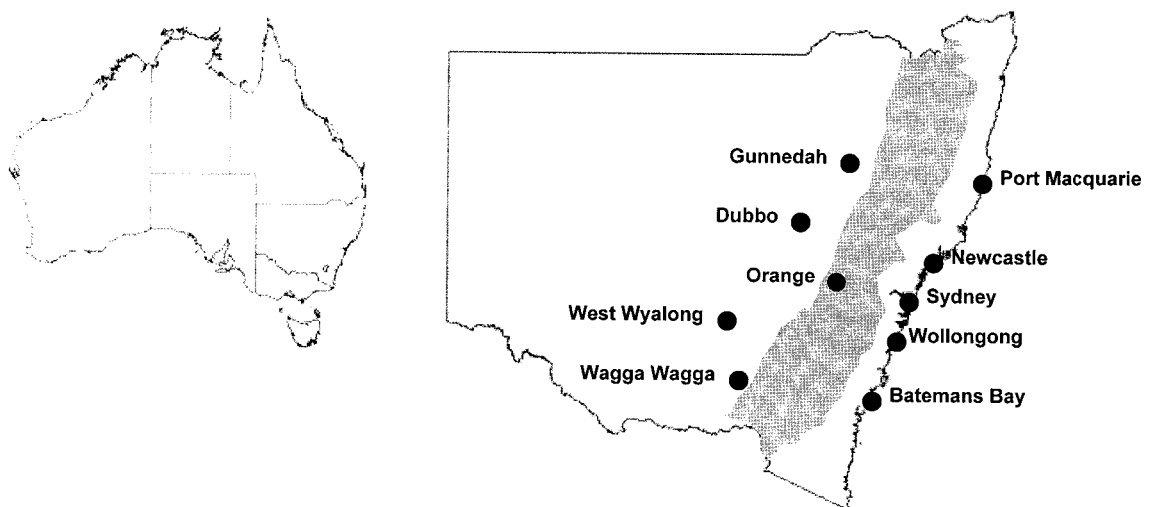 Gunnedah
Port Macquarie
Dubbo
Newcastle
Orange
Sydney
West Wyalong
Wollongong
Wagga Wagga
Batemans Bay